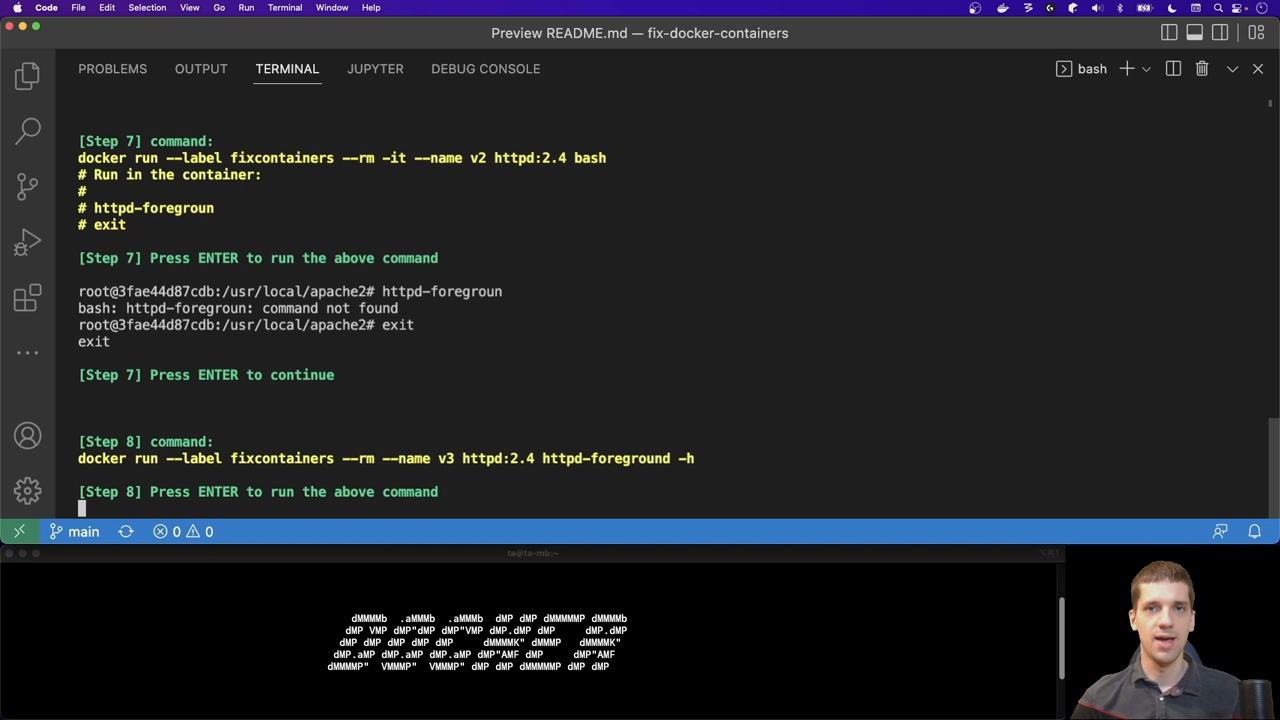 Code File Edit Selection View Go Run Terminal Window Help
Preview README.md — fix-docker-containers
PROBLEMS OUTPUT TERMINAL JUPYTER DEBUG CONSOLE bash
[Step 7] command:
docker run --label fixcontainers --rm -it --name v2 httpd:2.4 bash
# Run in the container:
#
# httpd-foregroun
# exit
[Step 7] Press ENTER to run the above command
root@3fae44d87cdb:/usr/local/apache2# httpd-foregroun
bash: httpd-foregroun: command not found
root@3fae44d87cdb:/usr/local/apache2# exit
exit
[Step 7] Press ENTER to continue
[Step 8] command:
docker run --label fixcontainers --rm --name v3 httpd:2.4 httpd-foreground -h
[Step 8] Press ENTER to run the above command
main 0 0
ta@ta-mb:~
DOCKER